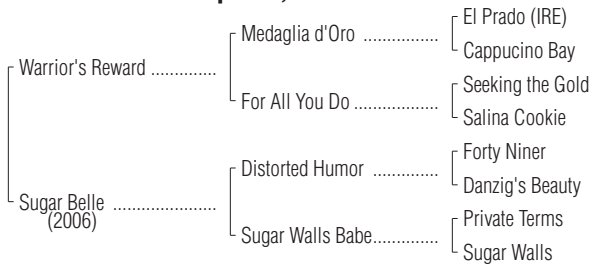 El Prado (IRE)
Medaglia d'Oro ................
Cappucino Bay
Warrior's Reward ..............
Seeking the Gold
For All You Do ..................
Salina Cookie
Forty Niner
Distorted Humor ..............
Danzig's Beauty
Sugar Belle ......................
(2006)
Private Terms
Sugar Walls Babe..............
Sugar Walls